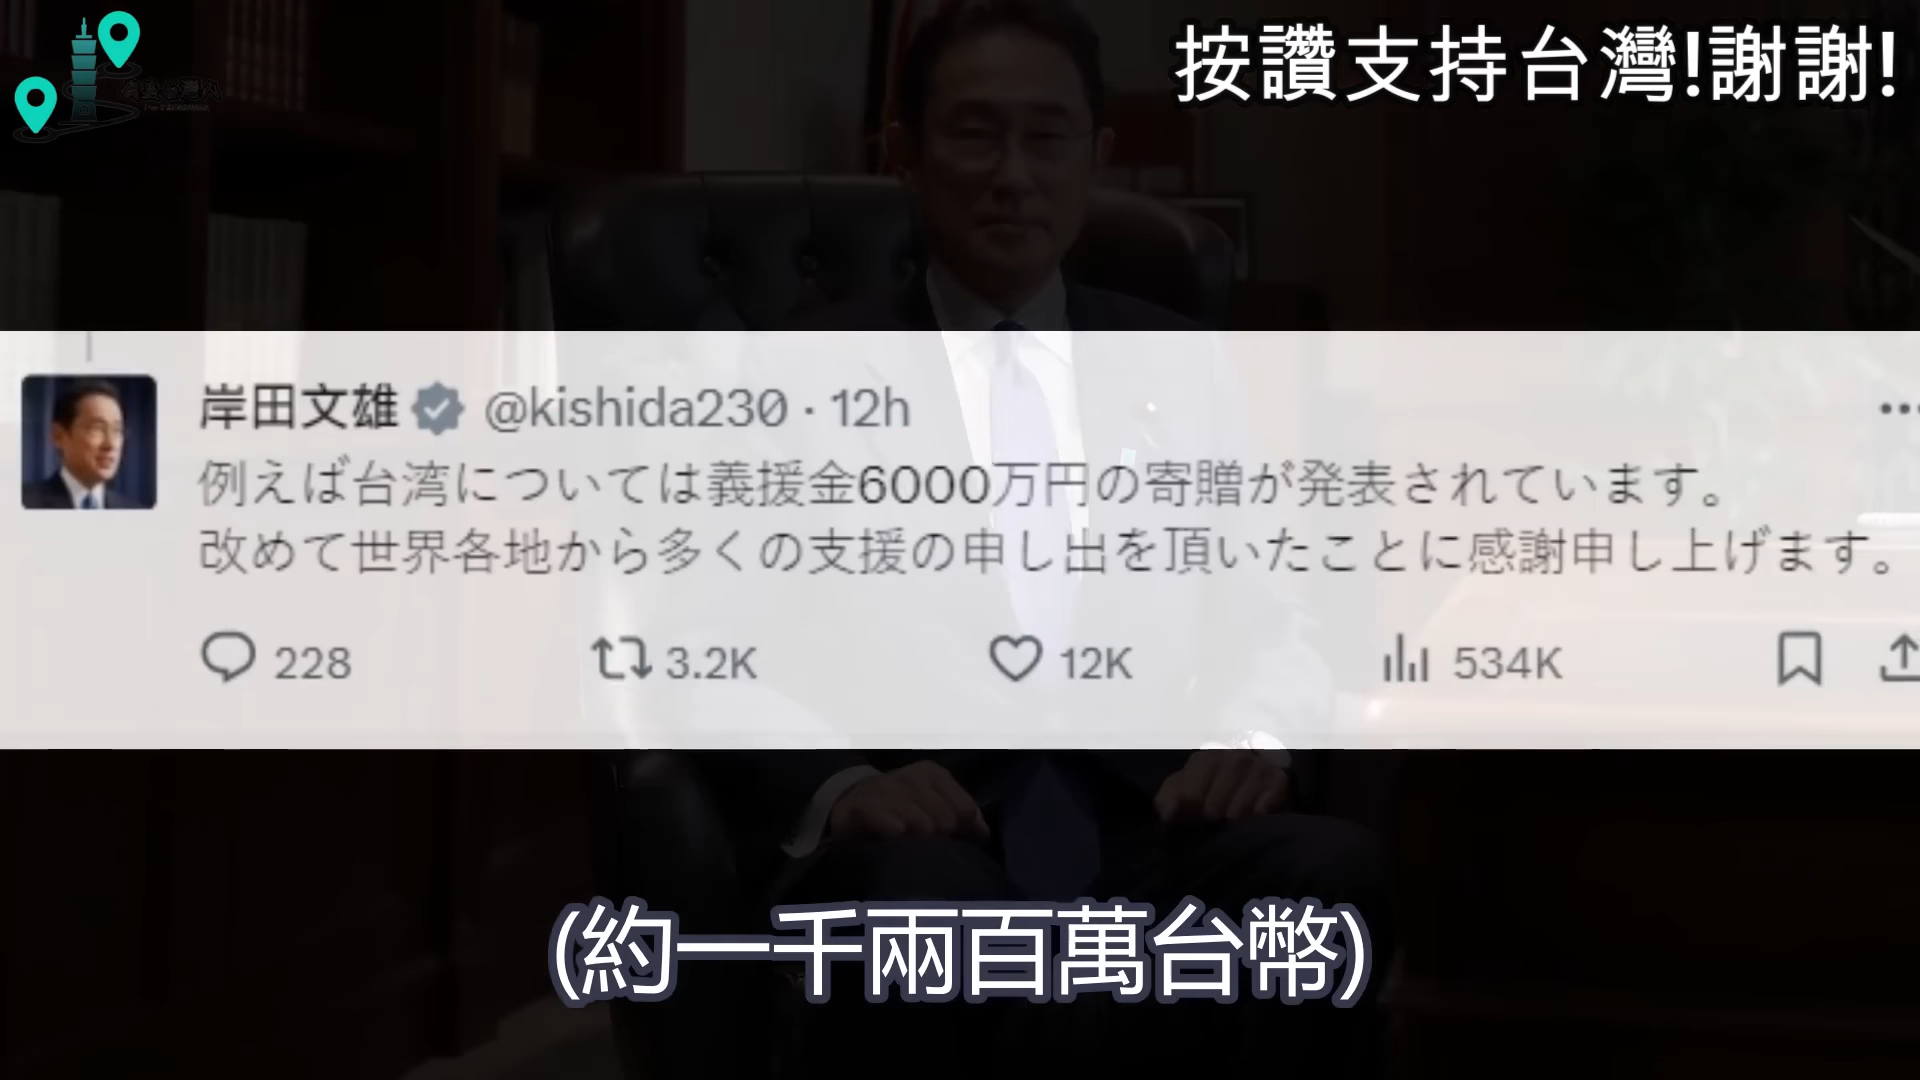 按讚支持台灣!謝謝!
岸田文雄 @kishida230 · 12h
例えば台湾については義援金6000万円の寄贈が発表されています。
改めて世界各地から多くの支援の申し出を頂いたことに感謝申し上げます。
228 3.2K 12K 534K
(約一千兩百萬台幣)